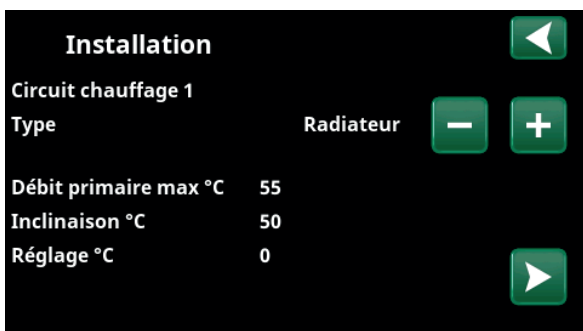 Installation
Circuit chauffage 1
Type Radiateur
Débit primaire max °C 55
Inclinaison °C 50
Réglage °C 0